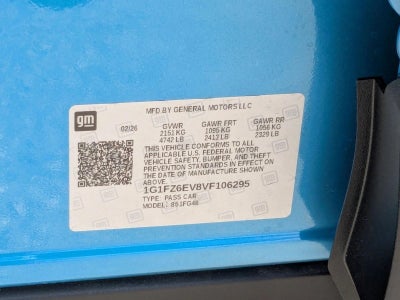 MFD BY GENERAL MOTORS LLC
gm
02/26 GVWR GAWR FRT GAWR RR
2151 KG 1095 KG 1056 KG
4742 LB 2412 LB 2329 LB
THIS VEHICLE CONFORMS TO ALL
APPLICABLE U.S. FEDERAL MOTOR
VEHICLE SAFETY, BUMPER, AND THEFT
PREVENTION STANDARDS IN EFFECT ON
THE DATE OF MANUFACTURE SHOWN
ABOVE.
1G1FZ6EV8VF106295
TYPE: PASS CAR
MODEL: